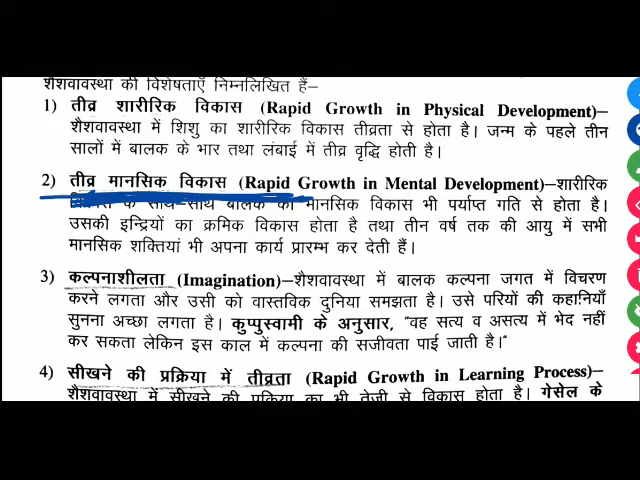 शैशवावस्था की विशेषताएँ निम्नलिखित हैं–
1) तीव्र शारीरिक विकास (Rapid Growth in Physical Development)–
शैशवावस्था में शिशु का शारीरिक विकास तीव्रता से होता है। जन्म के पहले तीन
सालों में बालक के भार तथा लंबाई में तीव्र वृद्धि होती है।
2) तीव्र मानसिक विकास (Rapid Growth in Mental Development)–शारीरिक
के साथ-साथ बालक का मानसिक विकास भी पर्याप्त गति से होता है।
उसकी इन्द्रियों का क्रमिक विकास होता है तथा तीन वर्ष तक की आयु में सभी
मानसिक शक्तियां भी अपना कार्य प्रारम्भ कर देती हैं।
3) कल्पनाशीलता (Imagination)–शैशवावस्था में बालक कल्पना जगत में विचरण
करने लगता और उसी को वास्तविक दुनिया समझता है। उसे परियों की कहानियाँ
सुनना अच्छा लगता है। कुप्पुस्वामी के अनुसार, "वह सत्य व असत्य में भेद नहीं
कर सकता लेकिन इस काल में कल्पना की सजीवता पाई जाती है।"
4) सीखने की प्रक्रिया में तीव्रता (Rapid Growth in Learning Process)–
शैशवावस्था में सीखने की प्रक्रिया का भी तेजी से विकास होता है। गेसेल के